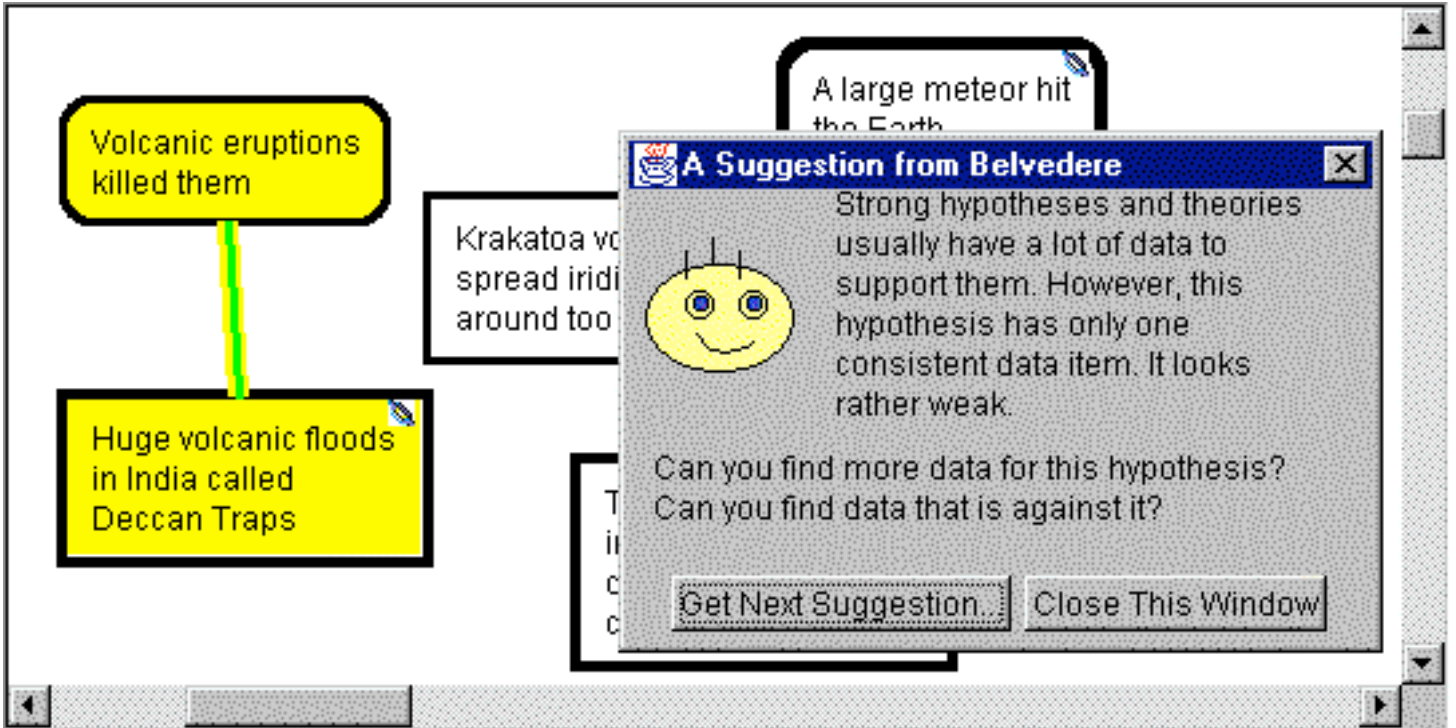 A large meteor hit
the Earth
Volcanic eruptions
killed them
A Suggestion from Belvedere
Strong hypotheses and theories
usually have a lot of data to
support them. However, this
hypothesis has only one
consistent data item. It looks
rather weak.
Krakatoa
spread
around too
Huge volcanic floods
in India called
Deccan Traps
Can you find more data for this hypothesis?
Can you find data that is against it?
Get Next Suggestion...
Close This Window